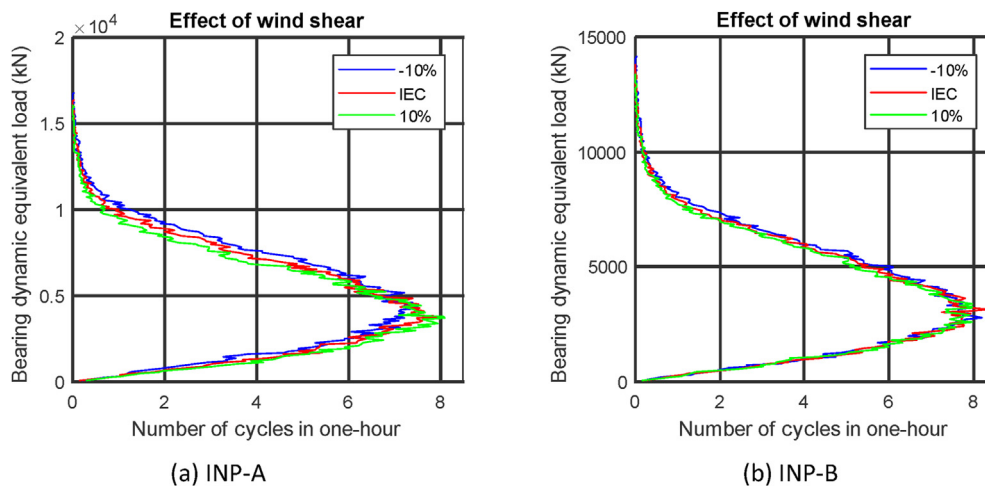 Effect of wind shear
× 10⁴
2
1.5
1
0.5
0
Bearing dynamic equivalent load (kN)
-10%
IEC
10%
0 2 4 6 8
Number of cycles in one-hour
(a) INP-A
Effect of wind shear
15000
10000
5000
0
Bearing dynamic equivalent load (kN)
-10%
IEC
10%
0 2 4 6 8
Number of cycles in one-hour
(b) INP-B